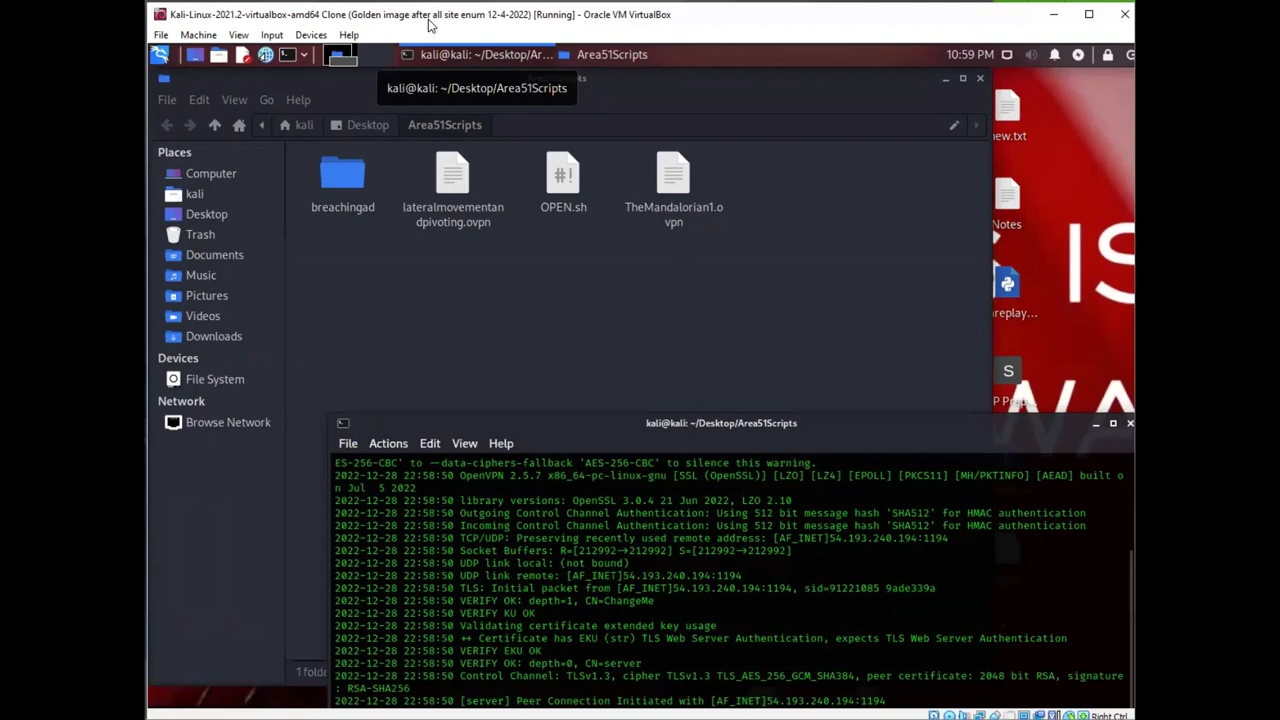 Kali-Linux-2021.2-virtualbox-amd64 Clone (Golden image after all site enum 12-4-2022) [Running] - Oracle VM VirtualBox
File Machine View Input Devices Help
kali@kali: ~/Desktop/Ar... Area51Scripts 10:59 PM
kali@kali: ~/Desktop/Area51Scripts
File Edit View Go Help
kali Desktop Area51Scripts
new.txt
Places
Computer
kali
Desktop
Trash
Documents
Music
Pictures
Videos
Downloads
Devices
File System
Network
Browse Network
breachingad
lateralmovementan
dpivoting.ovpn
OPEN.sh
TheMandalorian1.o
vpn
Notes
IS
areplay...
S
P Prep
WA
1 folde
kali@kali: ~/Desktop/Area51Scripts
File Actions Edit View Help
ES-256-CBC' to --data-ciphers-fallback 'AES-256-CBC' to silence this warning.
2022-12-28 22:58:50 OpenVPN 2.5.7 x86_64-pc-linux-gnu [SSL (OpenSSL)] [LZO] [LZ4] [EPOLL] [PKCS11] [MH/PKTINFO] [AEAD] built o
n Jul  5 2022
2022-12-28 22:58:50 library versions: OpenSSL 3.0.4 21 Jun 2022, LZO 2.10
2022-12-28 22:58:50 Outgoing Control Channel Authentication: Using 512 bit message hash 'SHA512' for HMAC authentication
2022-12-28 22:58:50 Incoming Control Channel Authentication: Using 512 bit message hash 'SHA512' for HMAC authentication
2022-12-28 22:58:50 TCP/UDP: Preserving recently used remote address: [AF_INET]54.193.240.194:1194
2022-12-28 22:58:50 Socket Buffers: R=[212992→212992] S=[212992→212992]
2022-12-28 22:58:50 UDP link local: (not bound)
2022-12-28 22:58:50 UDP link remote: [AF_INET]54.193.240.194:1194
2022-12-28 22:58:50 TLS: Initial packet from [AF_INET]54.193.240.194:1194, sid=91221085 9ade339a
2022-12-28 22:58:50 VERIFY OK: depth=1, CN=ChangeMe
2022-12-28 22:58:50 VERIFY KU OK
2022-12-28 22:58:50 Validating certificate extended key usage
2022-12-28 22:58:50 ++ Certificate has EKU (str) TLS Web Server Authentication, expects TLS Web Server Authentication
2022-12-28 22:58:50 VERIFY EKU OK
2022-12-28 22:58:50 VERIFY OK: depth=0, CN=server
2022-12-28 22:58:50 Control Channel: TLSv1.3, cipher TLSv1.3 TLS_AES_256_GCM_SHA384, peer certificate: 2048 bit RSA, signature
: RSA-SHA256
2022-12-28 22:58:50 [server] Peer Connection Initiated with [AF_INET]54.193.240.194:1194
Right Ctrl